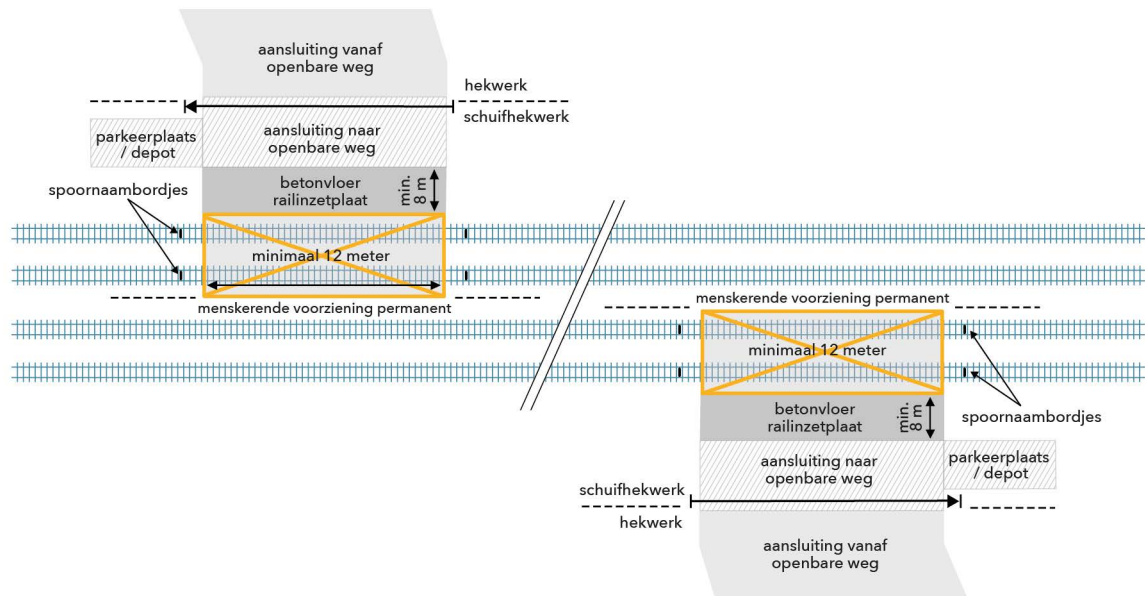 aansluiting vanaf
openbare weg
hekwerk
schuifhekwerk
parkeerplaats
/ depot
aansluiting naar
openbare weg
spoornaambordjes
betonvloer
railinzetplaat
min.
8 m
minimaal 12 meter
menskerende voorziening permanent
menskerende voorziening permanent
minimaal 12 meter
spoornaambordjes
betonvloer
railinzetplaat
min.
8 m
aansluiting naar
openbare weg
parkeerplaats
/ depot
schuifhekwerk
hekwerk
aansluiting vanaf
openbare weg